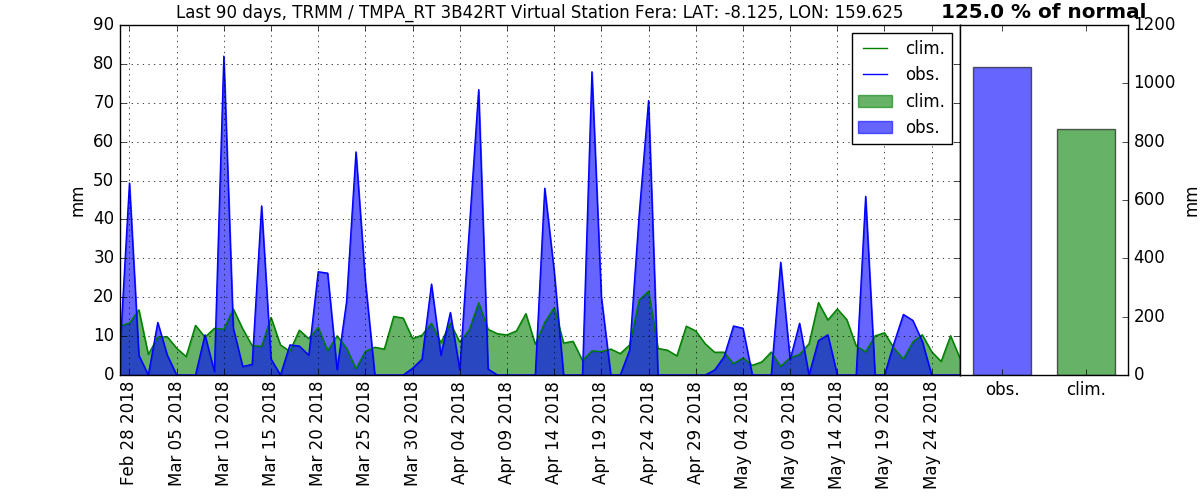 Last 90 days, TRMM / TMPA_RT 3B42RT Virtual Station Fera: LAT: -8.125, LON: 159.625
125.0 % of normal
90
80
70
60
50
40
30
20
10
0
mm
clim.
obs.
clim.
obs.
Feb 28 2018
Mar 05 2018
Mar 10 2018
Mar 15 2018
Mar 20 2018
Mar 25 2018
Mar 30 2018
Apr 04 2018
Apr 09 2018
Apr 14 2018
Apr 19 2018
Apr 24 2018
Apr 29 2018
May 04 2018
May 09 2018
May 14 2018
May 19 2018
May 24 2018
1200
1000
800
600
400
200
0
mm
obs.
clim.